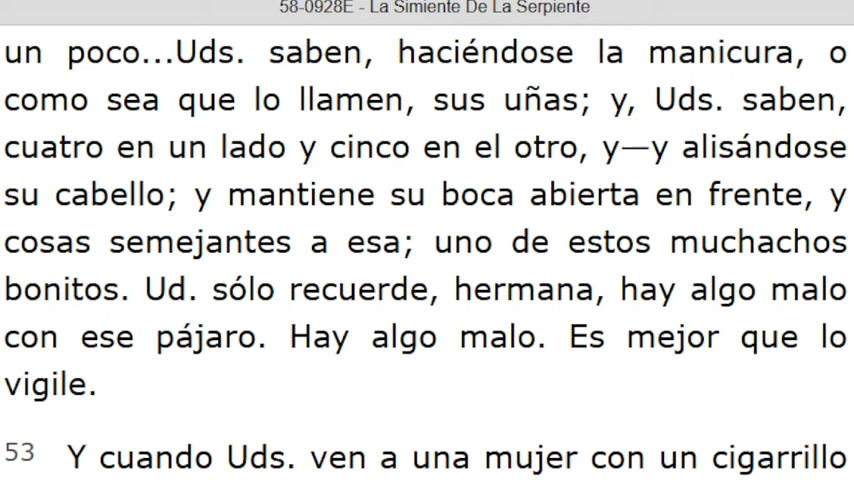 58-0928E - La Simiente De La Serpiente
un poco...Uds. saben, haciéndose la manicura, o
como sea que lo llamen, sus uñas; y, Uds. saben,
cuatro en un lado y cinco en el otro, y—y alisándose
su cabello; y mantiene su boca abierta en frente, y
cosas semejantes a esa; uno de estos muchachos
bonitos. Ud. sólo recuerde, hermana, hay algo malo
con ese pájaro. Hay algo malo. Es mejor que lo
vigile.
53 Y cuando Uds. ven a una mujer con un cigarrillo